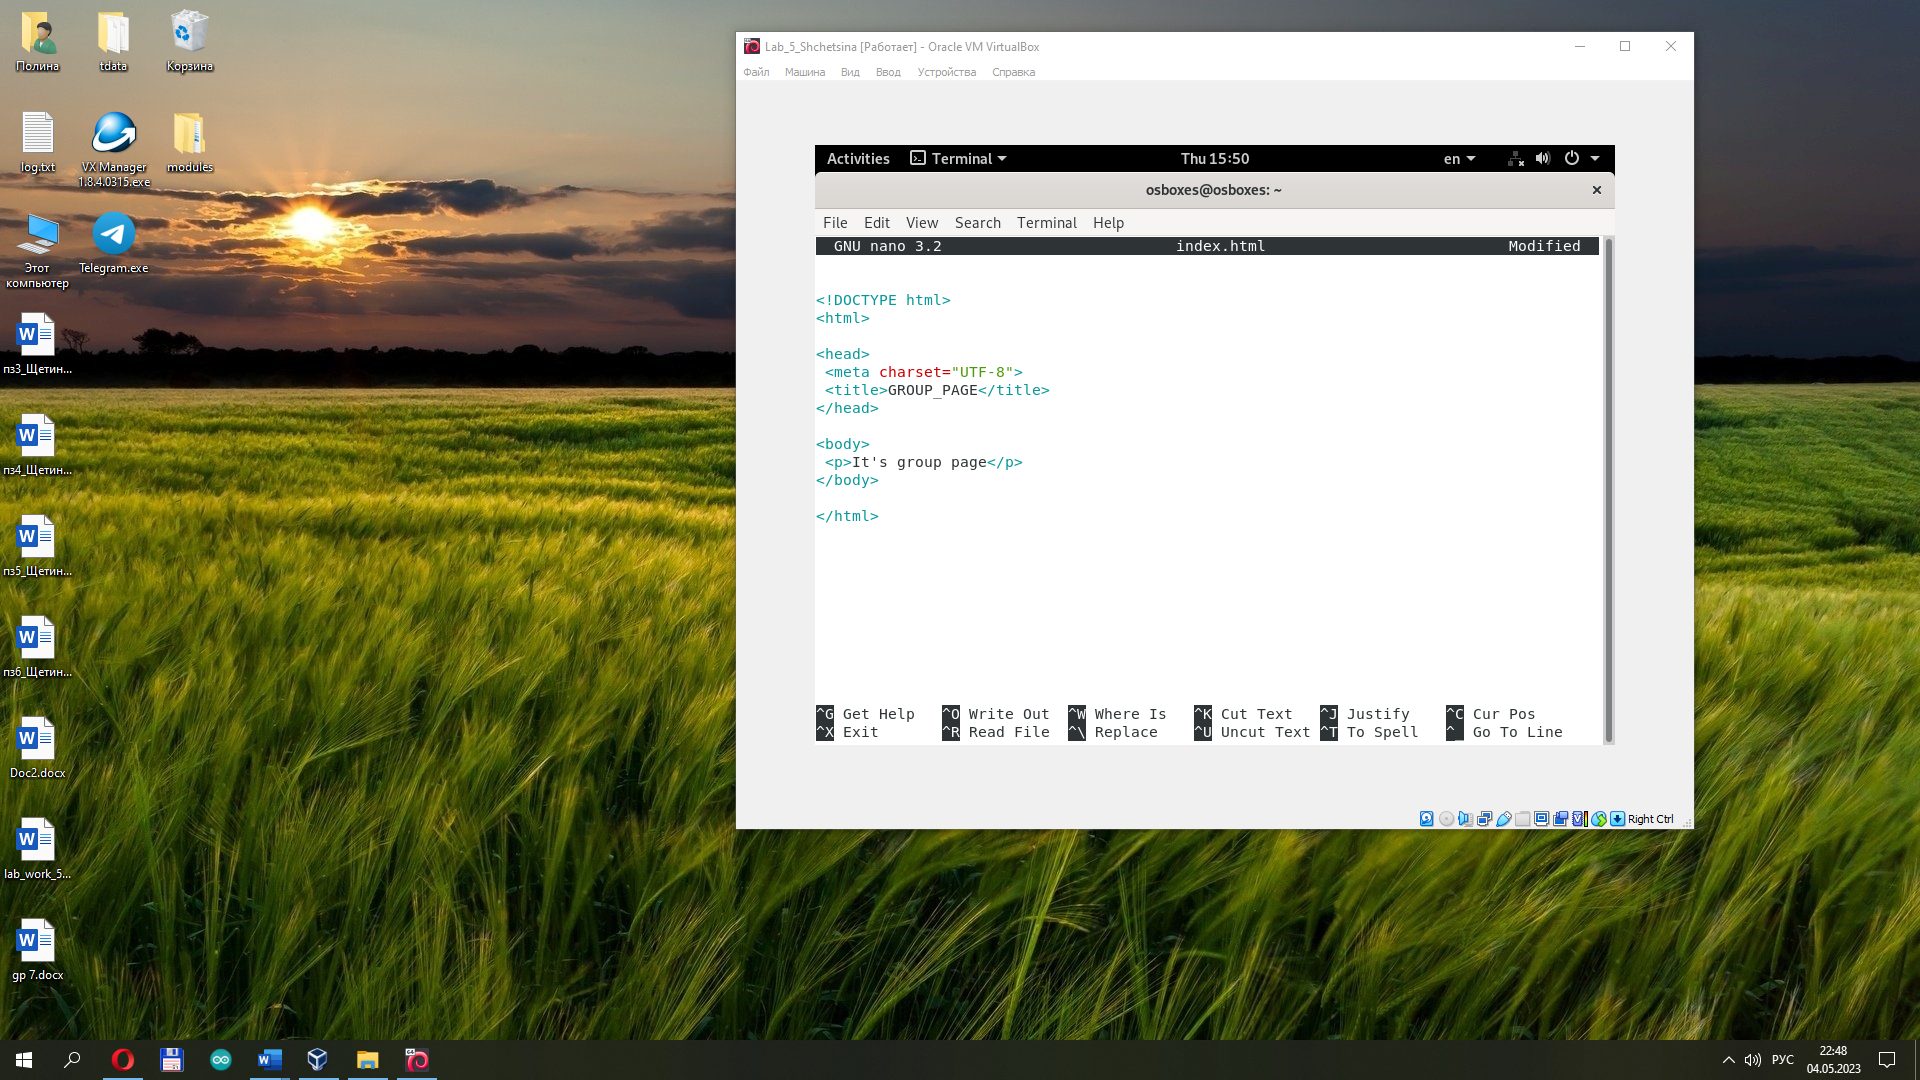 Полина
tdata
Корзина
log.txt
VX Manager
1.8.4.0315.exe
modules
Этот
компьютер
Telegram.exe
пз3_Щетин...
пз4_Щетин...
пз5_Щетин...
пз6_Щетин...
Doc2.docx
lab_work_5...
gp 7.docx
Lab_5_Shchetsina [Работает] - Oracle VM VirtualBox
Файл Машина Вид Ввод Устройства Справка
Activities Terminal Thu 15:50 en
osboxes@osboxes: ~
File Edit View Search Terminal Help
GNU nano 3.2 index.html Modified
<!DOCTYPE html>
<html>
<head>
<meta charset="UTF-8">
<title>GROUP_PAGE</title>
</head>
<body>
<p>It's group page</p>
</body>
</html>
^G Get Help ^O Write Out ^W Where Is ^K Cut Text ^J Justify ^C Cur Pos
^X Exit ^R Read File ^\ Replace ^U Uncut Text ^T To Spell ^_ Go To Line
Right Ctrl
РУС
22:48
04.05.2023